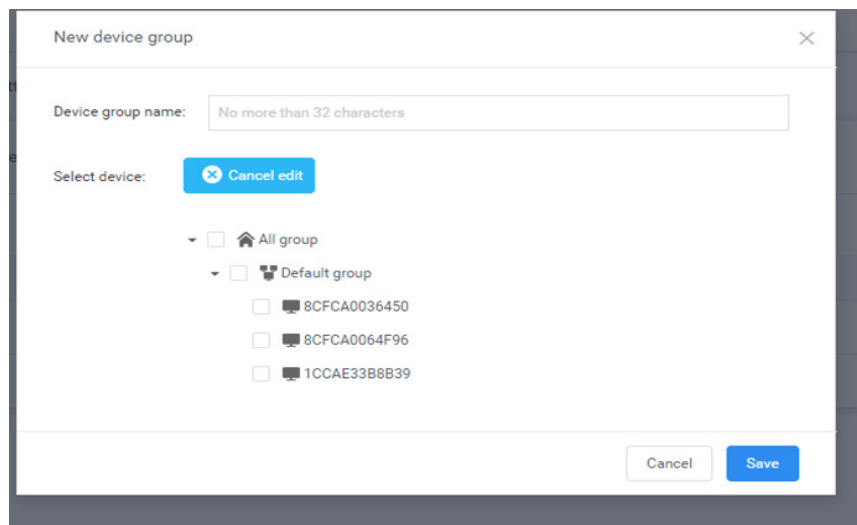 New device group
Device group name: No more than 32 characters
Select device: Cancel edit
All group
Default group
8CFCA0036450
8CFCA0064F96
1CCAE33B8B39
Cancel Save